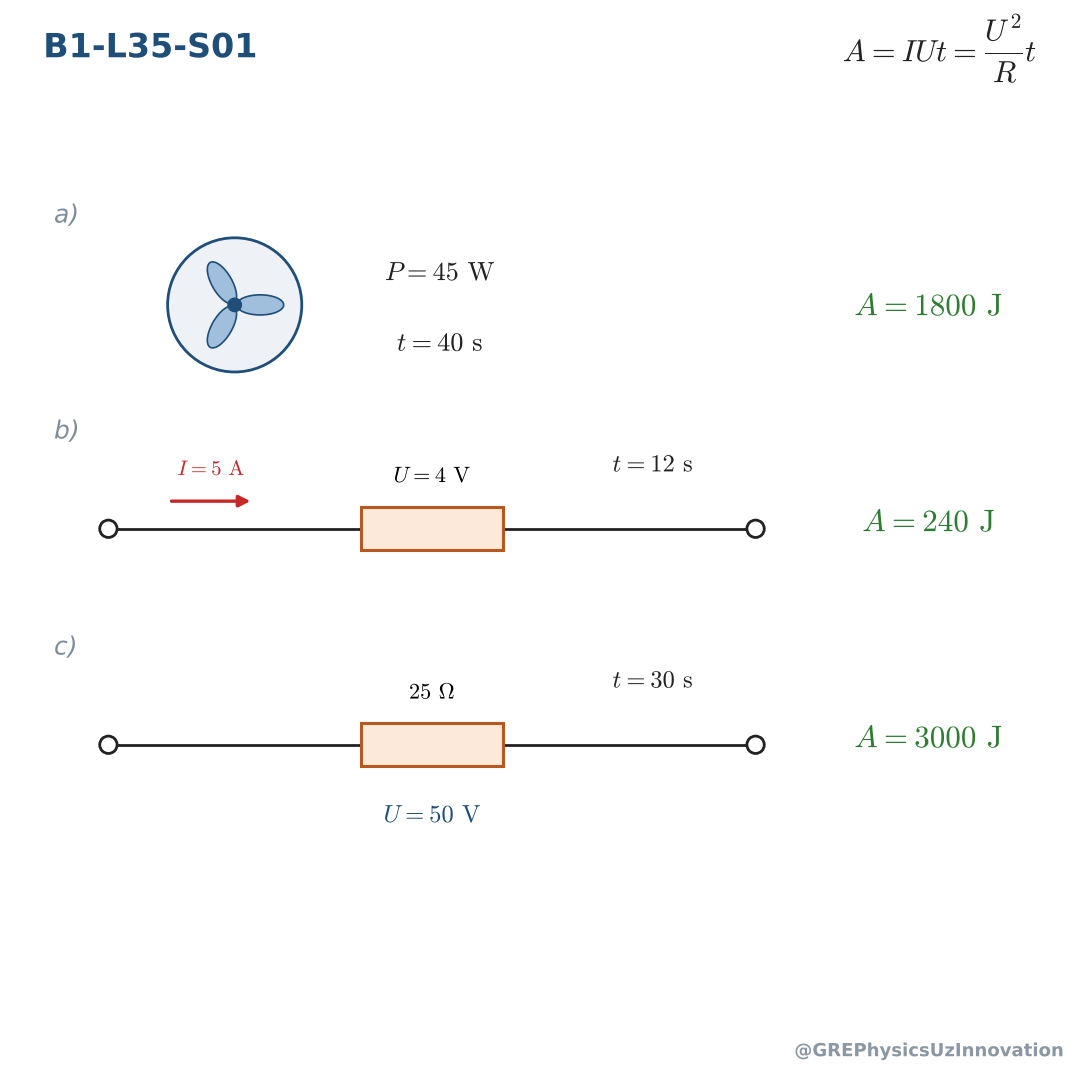 B1-L35-S01
A = IUt = U²/R t
a)
P = 45 W
t = 40 s
A = 1800 J
b)
I = 5 A
U = 4 V
t = 12 s
A = 240 J
c)
25 Ω
t = 30 s
A = 3000 J
U = 50 V
@GREPhysicsUzInnovation